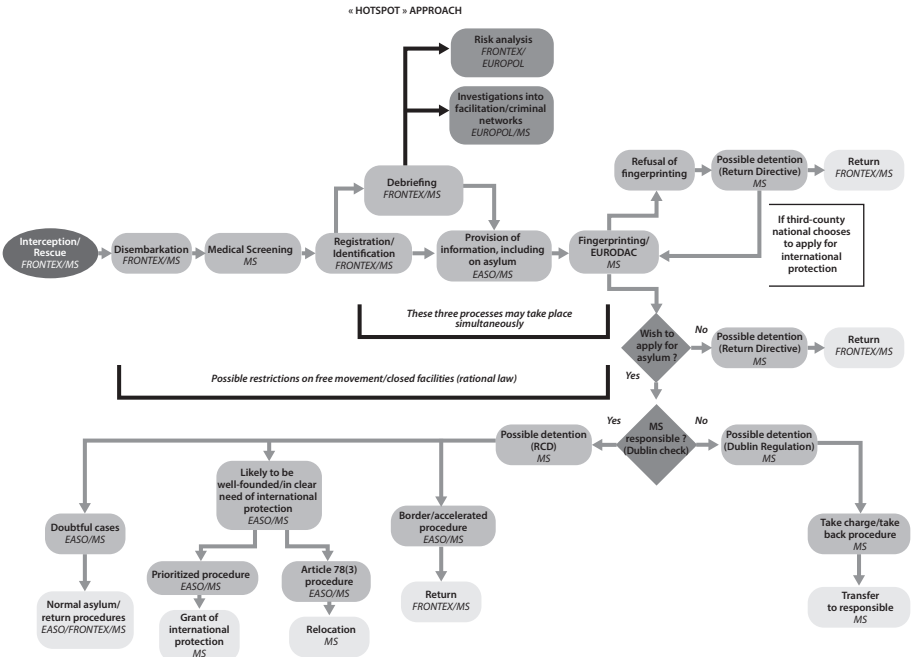 « HOTSPOT » APPROACH
Risk analysis
FRONTEX/
EUROPOL
Investigations into
facilitation/criminal
networks
EUROPOL/MS
Debriefing
FRONTEX/MS
Refusal of
fingerprinting
Possible detention
(Return Directive)
MS
Return
FRONTEX/MS
Interception/
Rescue
FRONTEX/MS
Disembarkation
FRONTEX/MS
Medical Screening
MS
Registration/
Identification
FRONTEX/MS
Provision of
information, including
on asylum
EASO/MS
Fingerprinting/
EURODAC
MS
If third-county
national chooses
to apply for
international
protection
These three processes may take place
simultaneously
Wish to
apply for
asylum ?
No
Possible detention
(Return Directive)
MS
Return
FRONTEX/MS
Yes
Possible restrictions on free movement/closed facilities (rational law)
Yes
MS
responsible ?
(Dublin check)
No
Possible detention
(RCD)
MS
Possible detention
(Dublin Regulation)
MS
Likely to be
well-founded/in clear
need of international
protection
EASO/MS
Doubtful cases
EASO/MS
Border/accelerated
procedure
EASO/MS
Take charge/take
back procedure
MS
Prioritized procedure
EASO/MS
Article 78(3)
procedure
EASO/MS
Normal asylum/
return procedures
EASO/FRONTEX/MS
Grant of
international
protection
MS
Relocation
MS
Return
FRONTEX/MS
Transfer
to responsible
MS